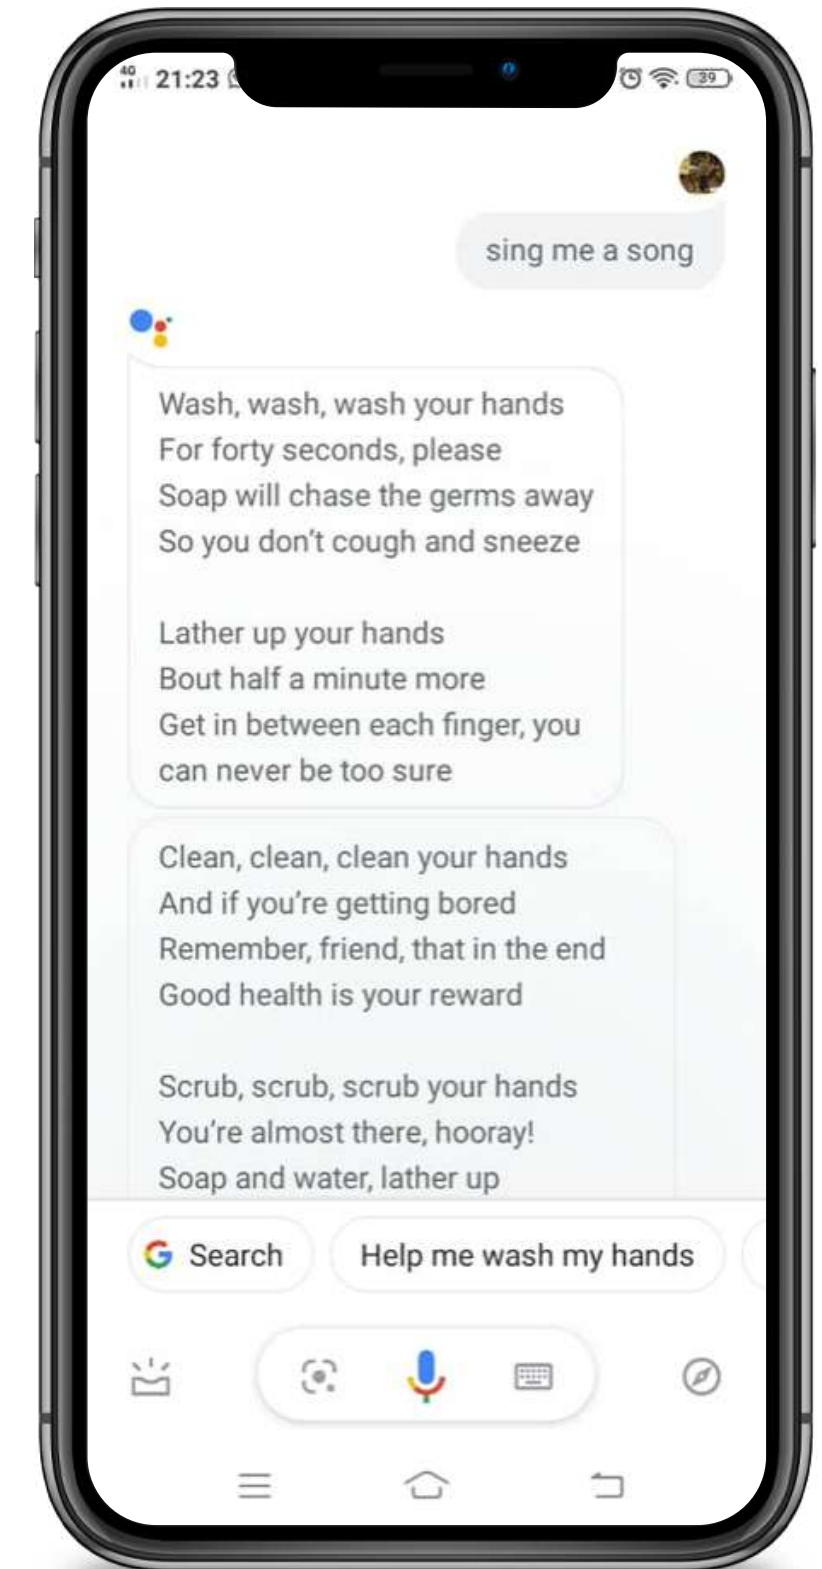 4G 21:23 39
sing me a song
Wash, wash, wash your hands
For forty seconds, please
Soap will chase the germs away
So you don't cough and sneeze
Lather up your hands
Bout half a minute more
Get in between each finger, you
can never be too sure
Clean, clean, clean your hands
And if you're getting bored
Remember, friend, that in the end
Good health is your reward
Scrub, scrub, scrub your hands
You're almost there, hooray!
Soap and water, lather up
G Search Help me wash my hands